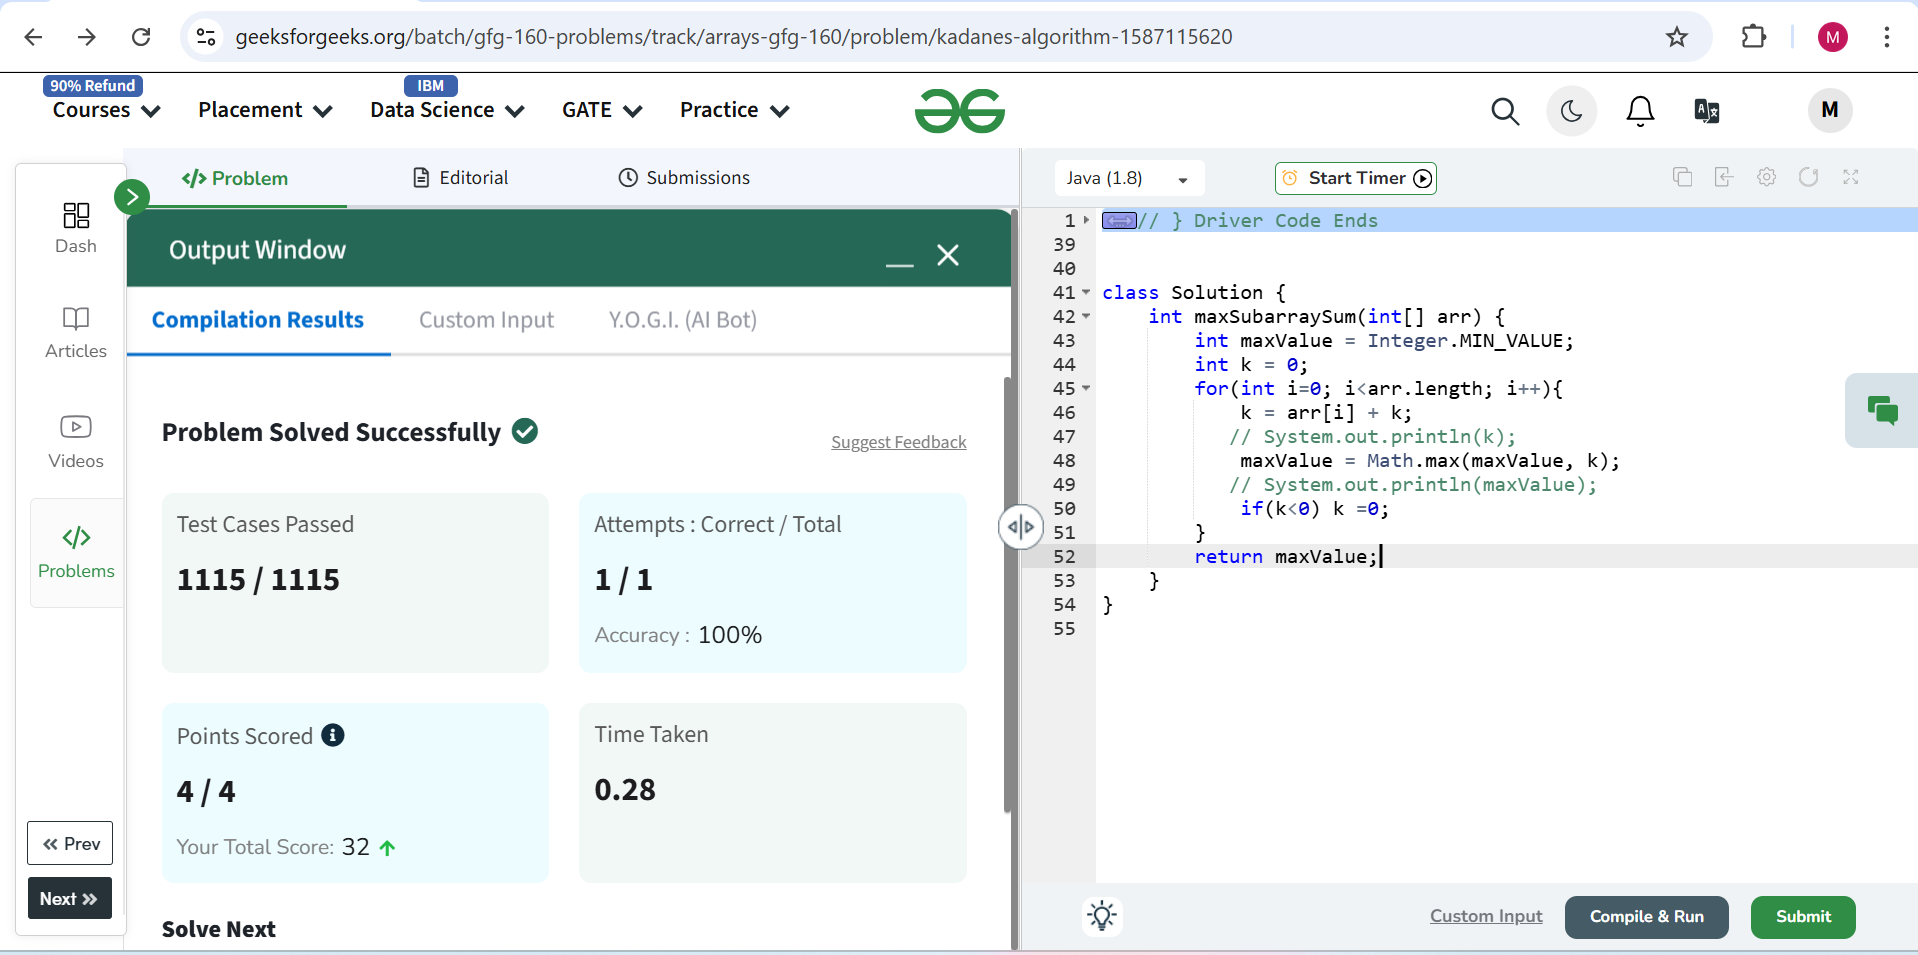 geeksforgeeks.org/batch/gfg-160-problems/track/arrays-gfg-160/problem/kadanes-algorithm-1587115620
M
90% Refund
IBM
Courses
Placement
Data Science
GATE
Practice
M
Dash
Articles
Videos
Problems
Prev
Next
Problem
Editorial
Submissions
Output Window
Compilation Results
Custom Input
Y.O.G.I. (AI Bot)
Problem Solved Successfully
Suggest Feedback
Test Cases Passed
1115 / 1115
Attempts : Correct / Total
1 / 1
Accuracy : 100%
Points Scored
4 / 4
Your Total Score: 32
Time Taken
0.28
Solve Next
Java (1.8)
Start Timer
1 // } Driver Code Ends
39
40
41 class Solution {
42 int maxSubarraySum(int[] arr) {
43 int maxValue = Integer.MIN_VALUE;
44 int k = 0;
45 for(int i=0; i<arr.length; i++){
46 k = arr[i] + k;
47 // System.out.println(k);
48 maxValue = Math.max(maxValue, k);
49 // System.out.println(maxValue);
50 if(k<0) k =0;
51 }
52 return maxValue;
53 }
54 }
55
Custom Input
Compile & Run
Submit